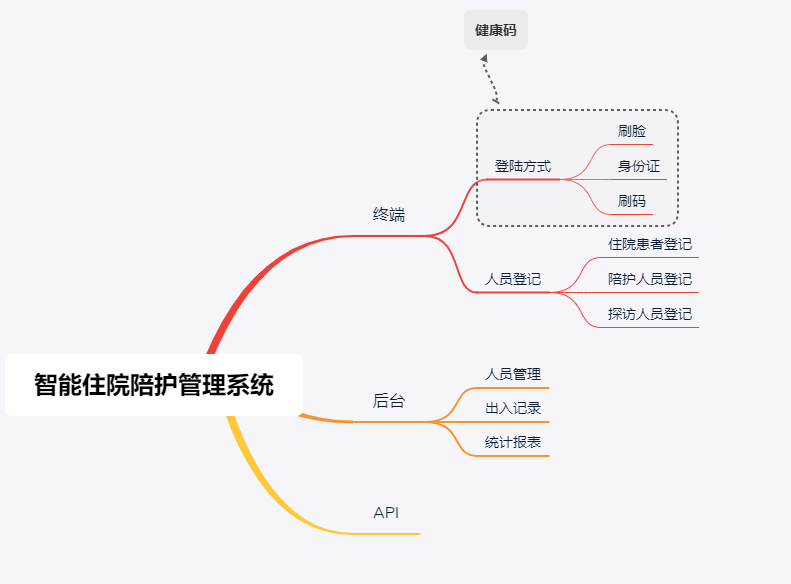 健康码
刷脸
登陆方式
身份证
刷码
终端
住院患者登记
人员登记
陪护人员登记
探访人员登记
智能住院陪护管理系统
人员管理
后台
出入记录
统计报表
API